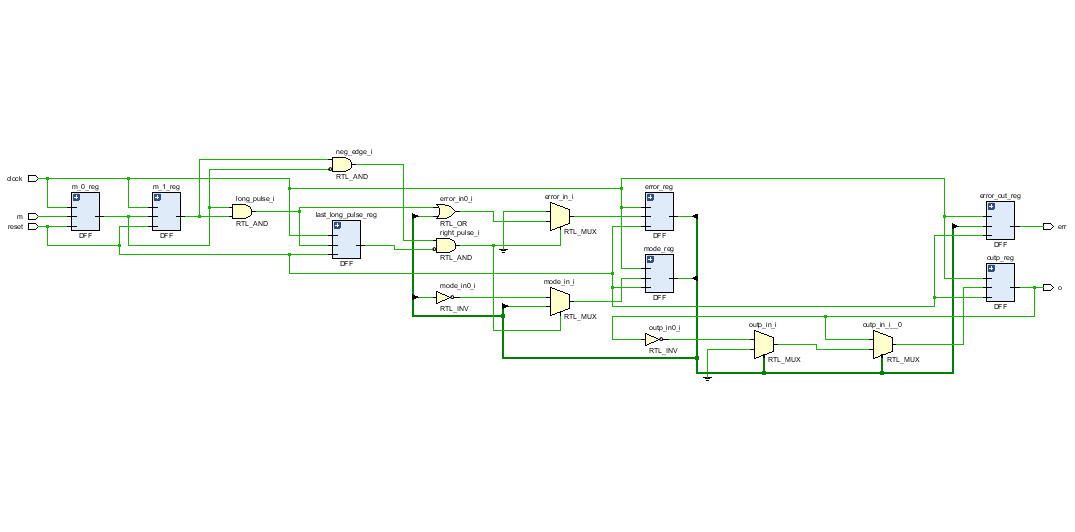 neg_edge_i
RTL_AND
clock
m
reset
m_0_reg
DFF
m_1_reg
DFF
long_pulse_i
RTL_AND
last_long_pulse_reg
DFF
error_in0_i
RTL_OR
right_pulse_i
RTL_AND
mode_in0_i
RTL_INV
error_in_i
RTL_MUX
mode_in_i
RTL_MUX
error_reg
DFF
mode_reg
DFF
outp_in0_i
RTL_INV
outp_in_i
RTL_MUX
outp_in_i__0
RTL_MUX
error_out_reg
DFF
outp_reg
DFF
err
o